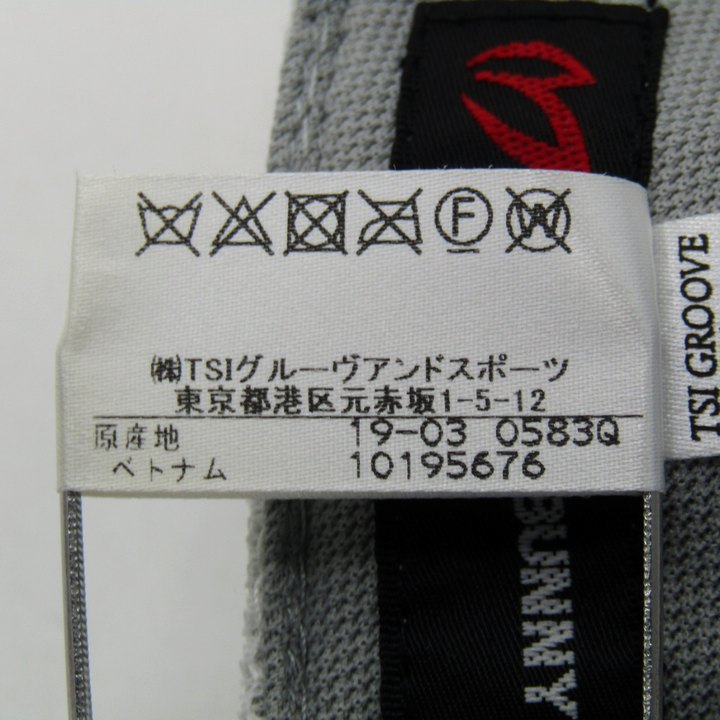 F W
㈱TSIグルーヴアンドスポーツ
東京都港区元赤坂1-5-12
原産地 19-03 0583Q
ベトナム 10195676
TSI GROOVE
BUNNY